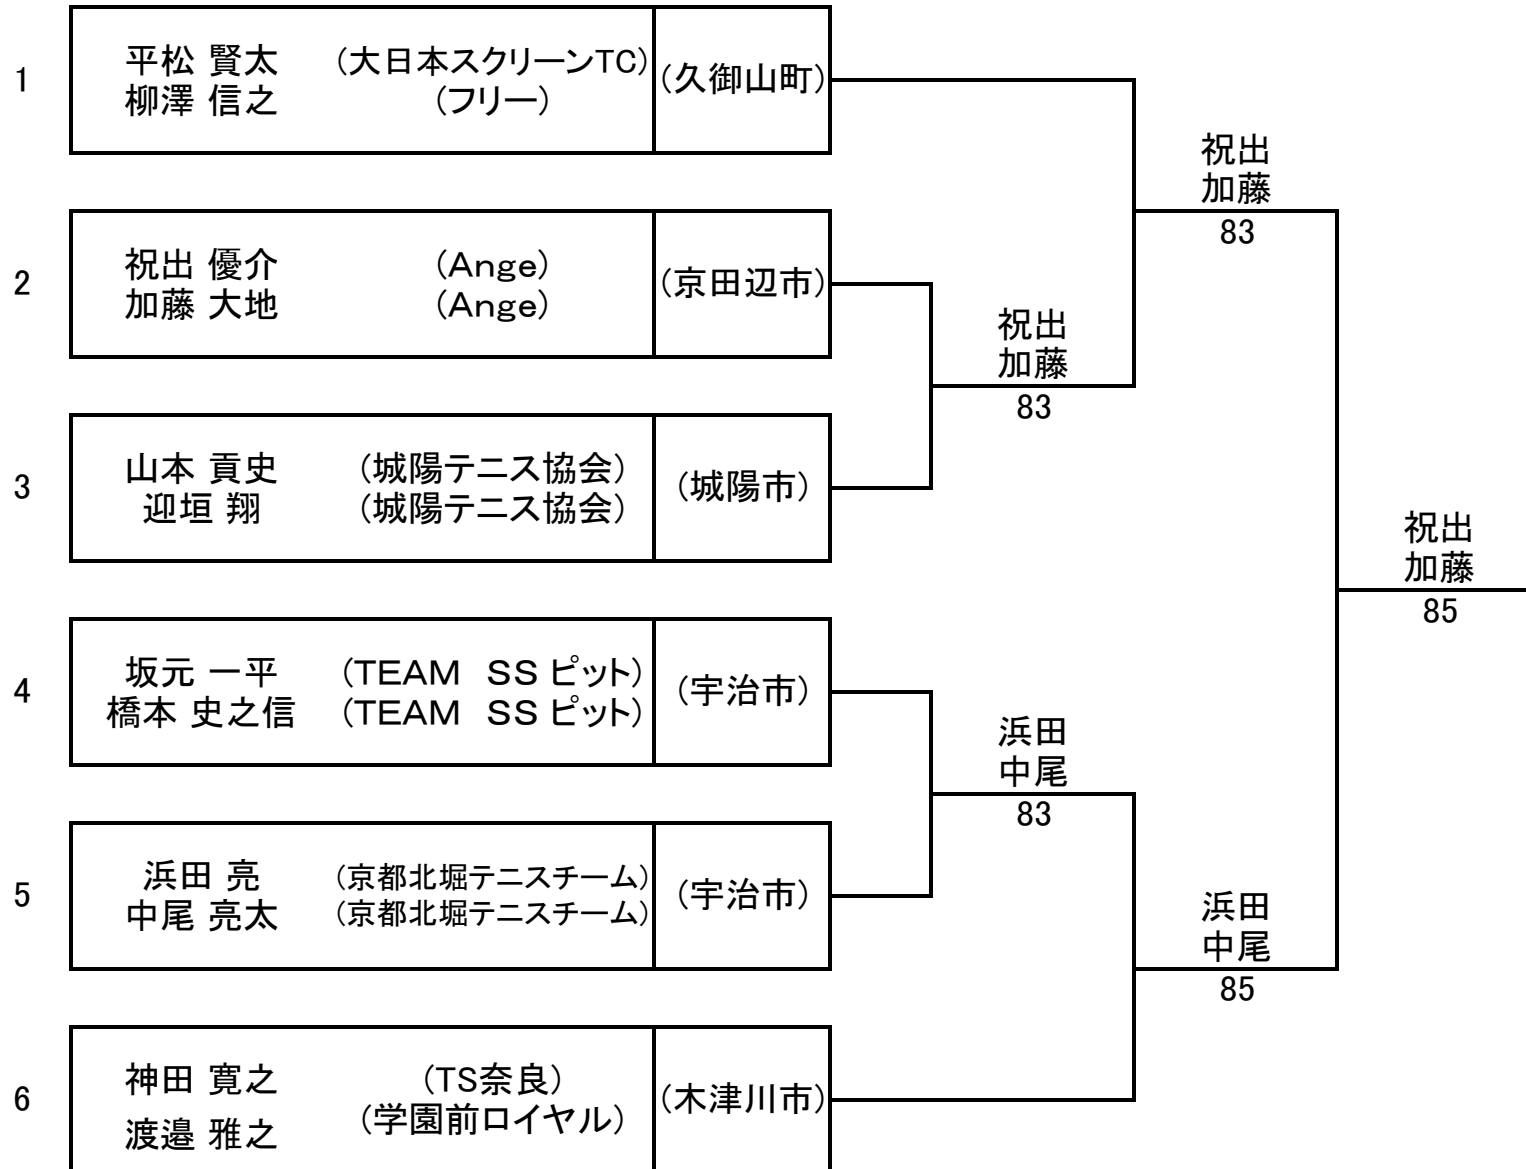 1
平松 賢太 (大日本スクリーンTC) (久御山町)
柳澤 信之 (フリー)
祝出
加藤
83
2
祝出 優介 (Ange) (京田辺市)
加藤 大地 (Ange)
祝出
加藤
83
3
山本 貢史 (城陽テニス協会) (城陽市)
迎垣 翔 (城陽テニス協会)
祝出
加藤
85
4
坂元 一平 (TEAM SS ピット) (宇治市)
橋本 史之信 (TEAM SS ピット)
浜田
中尾
83
5
浜田 亮 (京都北堀テニスチーム) (宇治市)
中尾 亮太 (京都北堀テニスチーム)
浜田
中尾
85
6
神田 寛之 (TS奈良) (木津川市)
渡邉 雅之 (学園前ロイヤル)